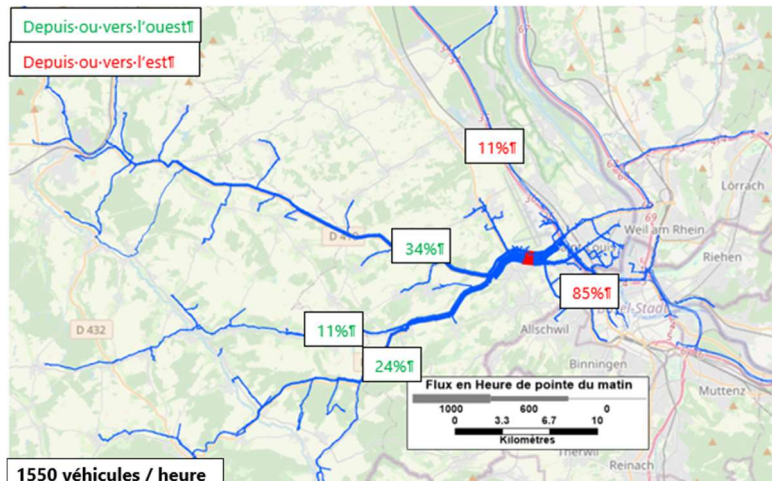 Depuis·ou·vers·l'ouest¶
Depuis·ou·vers·l'est¶
11%¶
Lörrach
Weil am Rhein
34%¶
Riehen
85%¶
D 432
11%¶
Allschwil
24%¶
Binningen
Flux en Heure de pointe du matin
1000 600 0
0 3.3 6.7 10
Kilomètres
Muttenz
Therwil
Reinach
1550 véhicules / heure